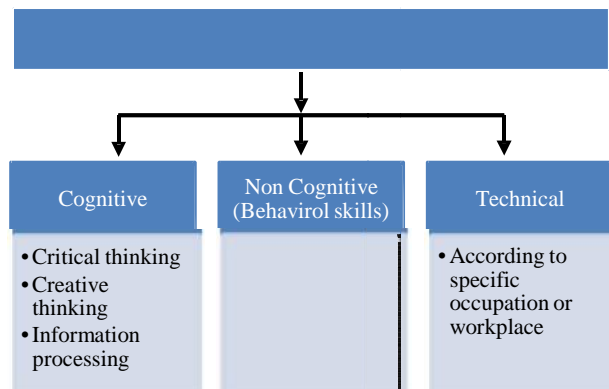 Cognitive
• Critical thinking
• Creative
thinking
• Information
processing
Non Cognitive
(Behavirol skills)
Technical
• According to
specific
occupation or
workplace